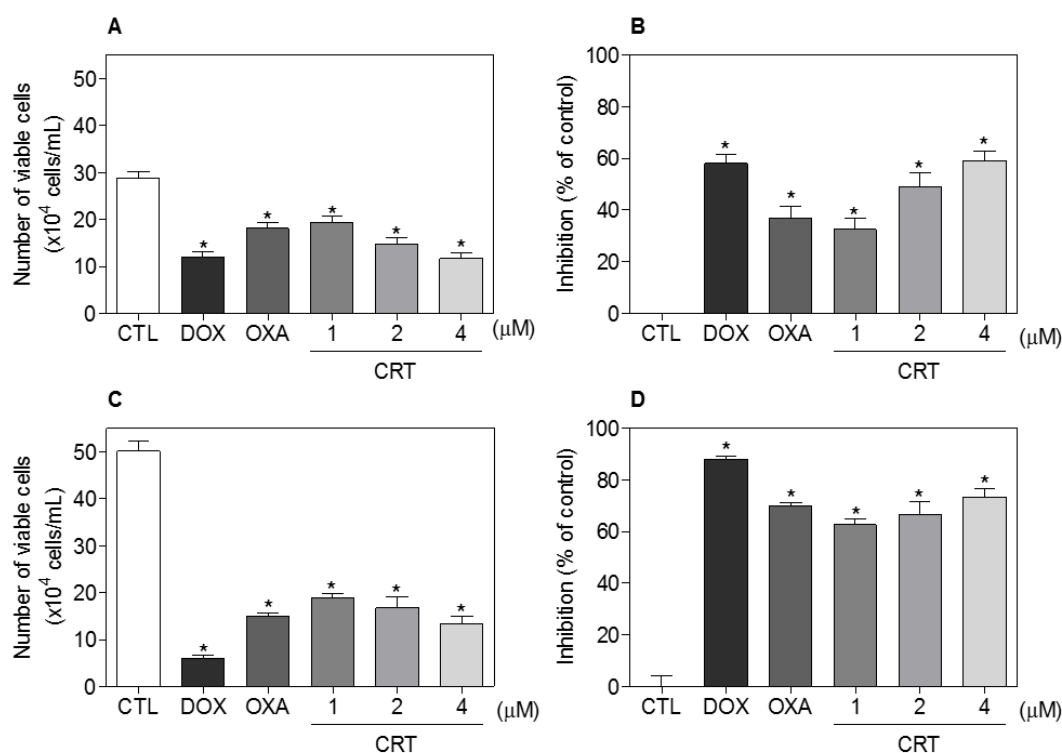 A
Number of viable cells
(x10⁴ cells/mL)
50
40
30
20
10
0
* * * * *
CTL DOX OXA 1 2 4 (μM)
CRT
B
Inhibition (% of control)
100
80
60
40
20
0
* * * * *
CTL DOX OXA 1 2 4 (μM)
CRT
C
Number of viable cells
(x10⁴ cells/mL)
50
40
30
20
10
0
* * * * *
CTL DOX OXA 1 2 4 (μM)
CRT
D
Inhibition (% of control)
100
80
60
40
20
0
* * * * *
CTL DOX OXA 1 2 4 (μM)
CRT